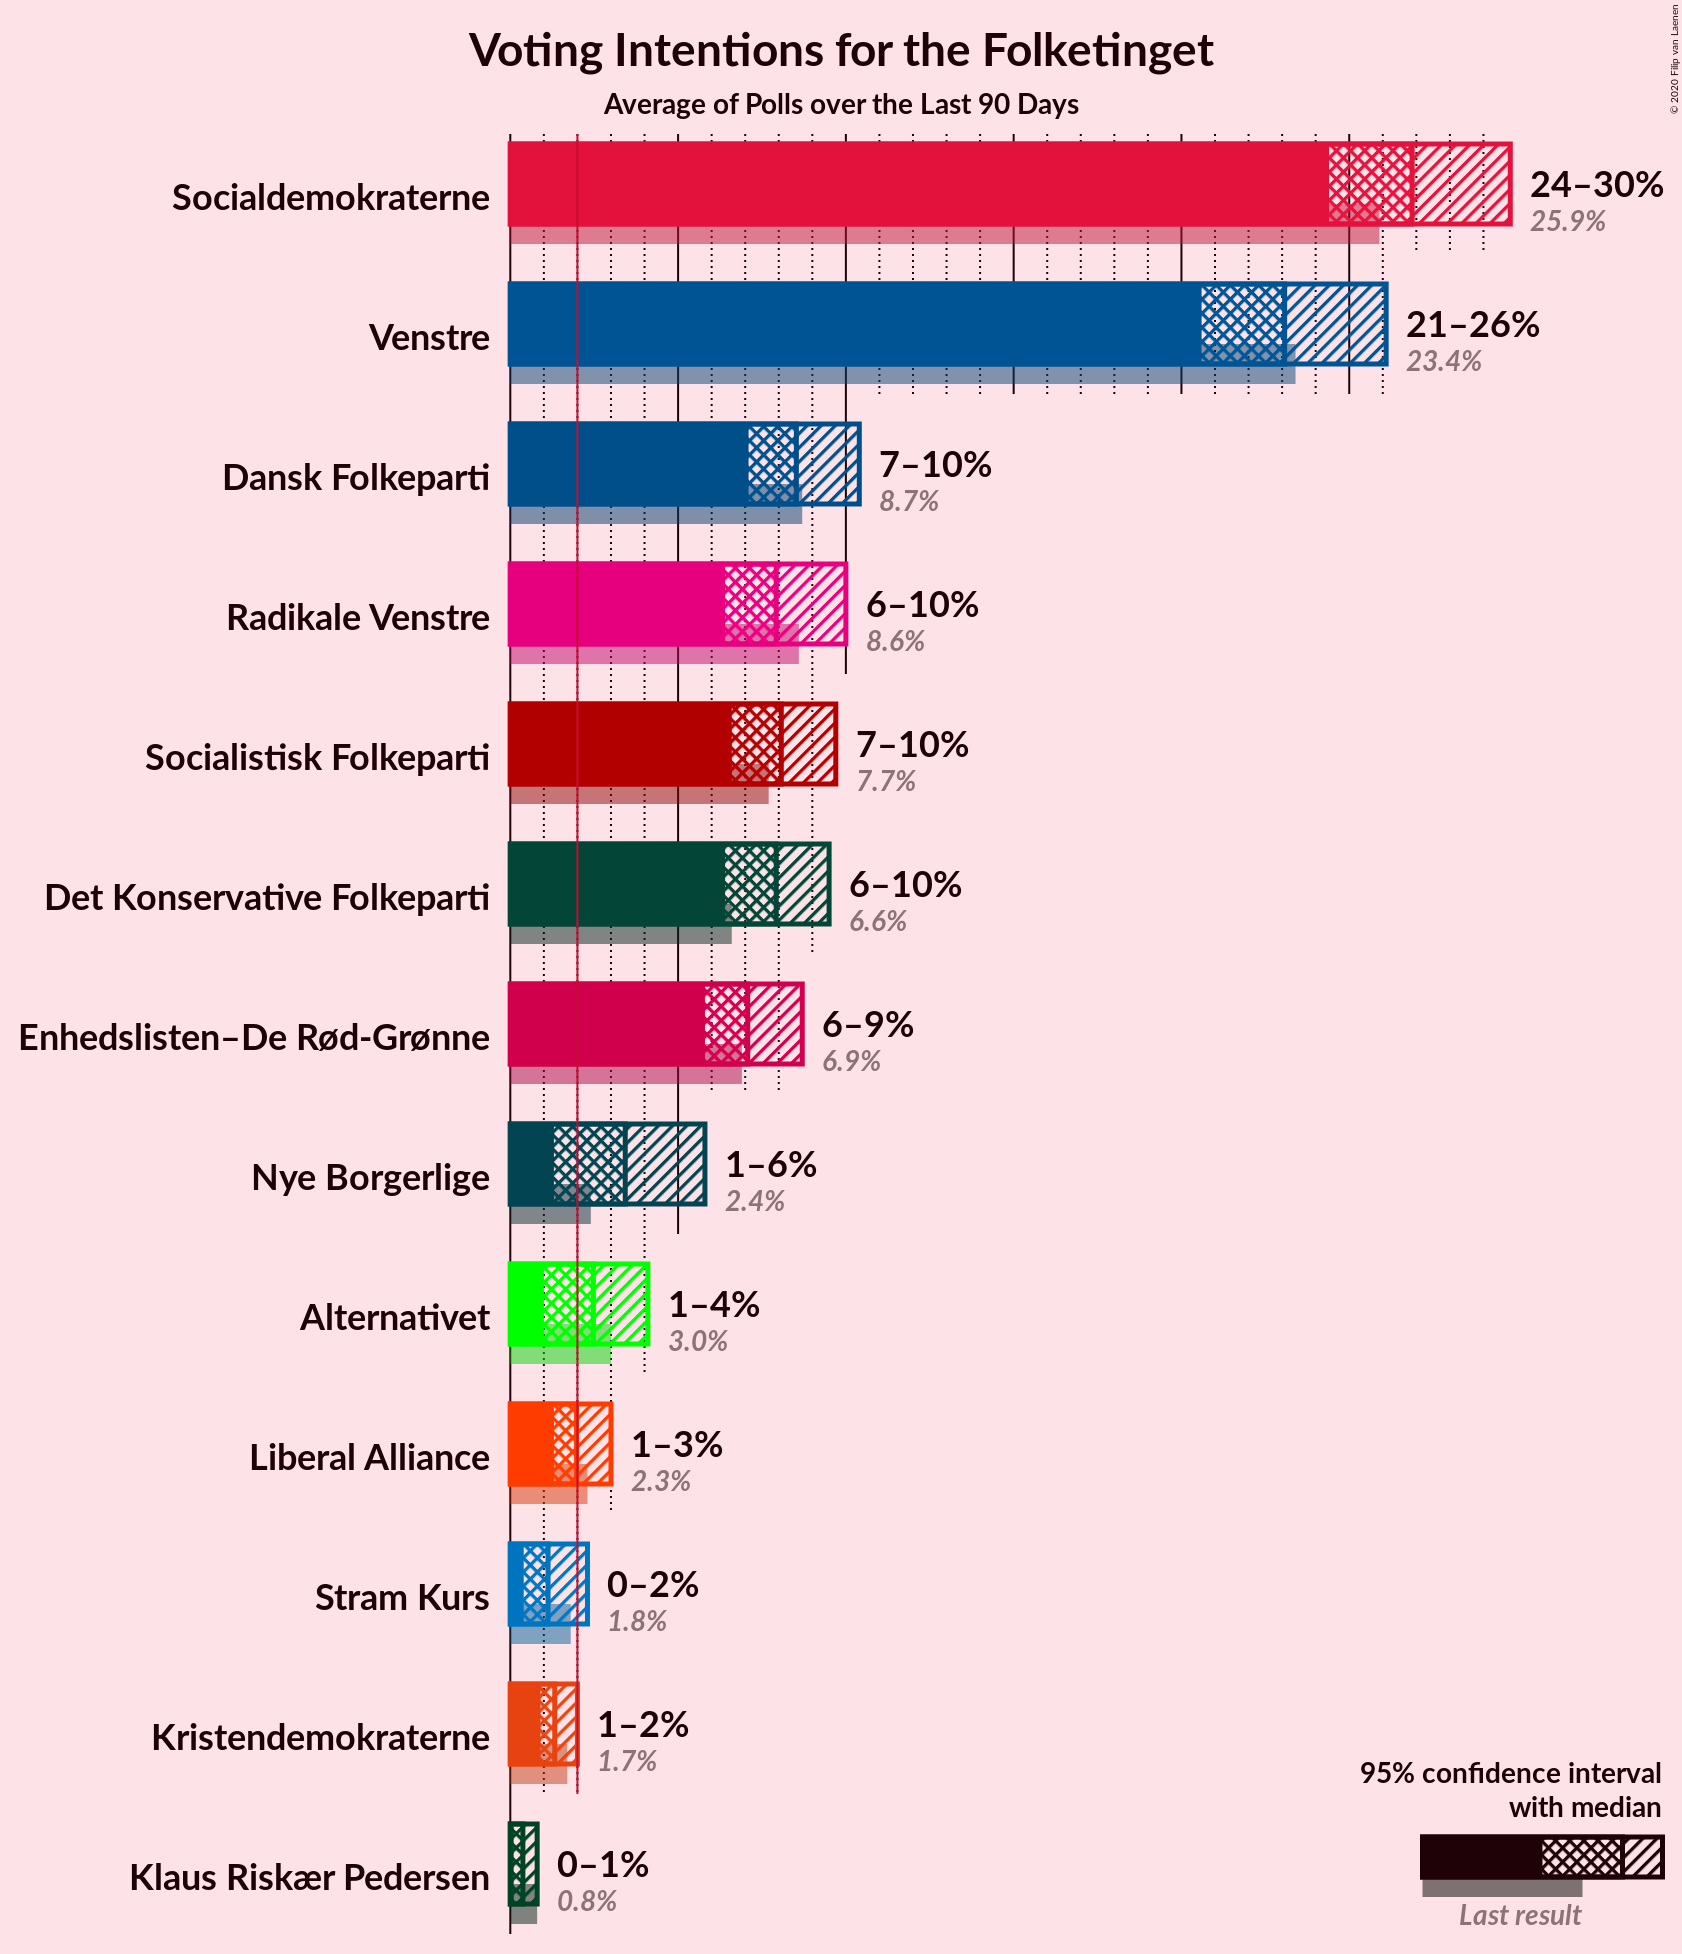 © 2020 Filip van Laenen
Voting Intentions for the Folketinget
Average of Polls over the Last 90 Days
Socialdemokraterne
24–30%
25.9%
Venstre
21–26%
23.4%
Dansk Folkeparti
7–10%
8.7%
Radikale Venstre
6–10%
8.6%
Socialistisk Folkeparti
7–10%
7.7%
Det Konservative Folkeparti
6–10%
6.6%
Enhedslisten–De Rød-Grønne
6–9%
6.9%
Nye Borgerlige
1–6%
2.4%
Alternativet
1–4%
3.0%
Liberal Alliance
1–3%
2.3%
Stram Kurs
0–2%
1.8%
Kristendemokraterne
1–2%
1.7%
Klaus Riskær Pedersen
0–1%
0.8%
95% confidence interval
with median
Last result